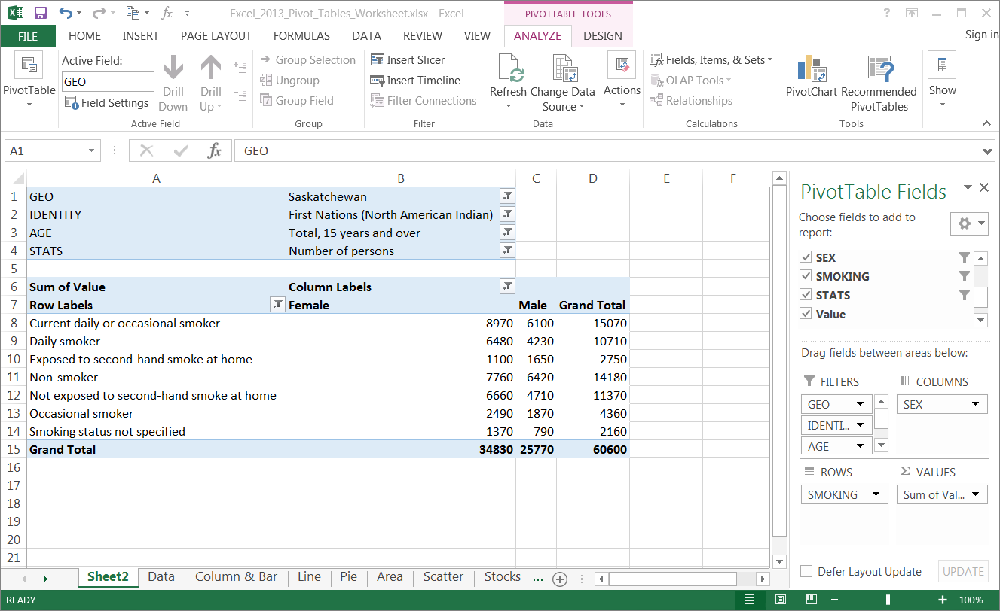 Excel_2013_Pivot_Tables_Worksheet.xlsx - Excel
PIVOTTABLE TOOLS
?
FILE HOME INSERT PAGE LAYOUT FORMULAS DATA REVIEW VIEW ANALYZE DESIGN Sign in
PivotTable
Active Field:
GEO
Field Settings
Drill Down
Drill Up
Active Field
Group Selection
Ungroup
Group Field
Group
Insert Slicer
Insert Timeline
Filter Connections
Filter
Refresh
Change Data Source
Data
Actions
Fields, Items, & Sets
OLAP Tools
Relationships
Calculations
PivotChart
Recommended PivotTables
Tools
Show
A1 fx GEO
A B C D E F
1 GEO Saskatchewan
2 IDENTITY First Nations (North American Indian)
3 AGE Total, 15 years and over
4 STATS Number of persons
5
6 Sum of Value Column Labels
7 Row Labels Female Male Grand Total
8 Current daily or occasional smoker 8970 6100 15070
9 Daily smoker 6480 4230 10710
10 Exposed to second-hand smoke at home 1100 1650 2750
11 Non-smoker 7760 6420 14180
12 Not exposed to second-hand smoke at home 6660 4710 11370
13 Occasional smoker 2490 1870 4360
14 Smoking status not specified 1370 790 2160
15 Grand Total 34830 25770 60600
16
17
18
19
20
21
PivotTable Fields
Choose fields to add to
report:
SEX
SMOKING
STATS
Value
Drag fields between areas below:
FILTERS
GEO
IDENTI...
AGE
COLUMNS
SEX
ROWS
SMOKING
Σ VALUES
Sum of Val...
Defer Layout Update UPDATE
Sheet2 Data Column & Bar Line Pie Area Scatter Stocks ...
READY 100%